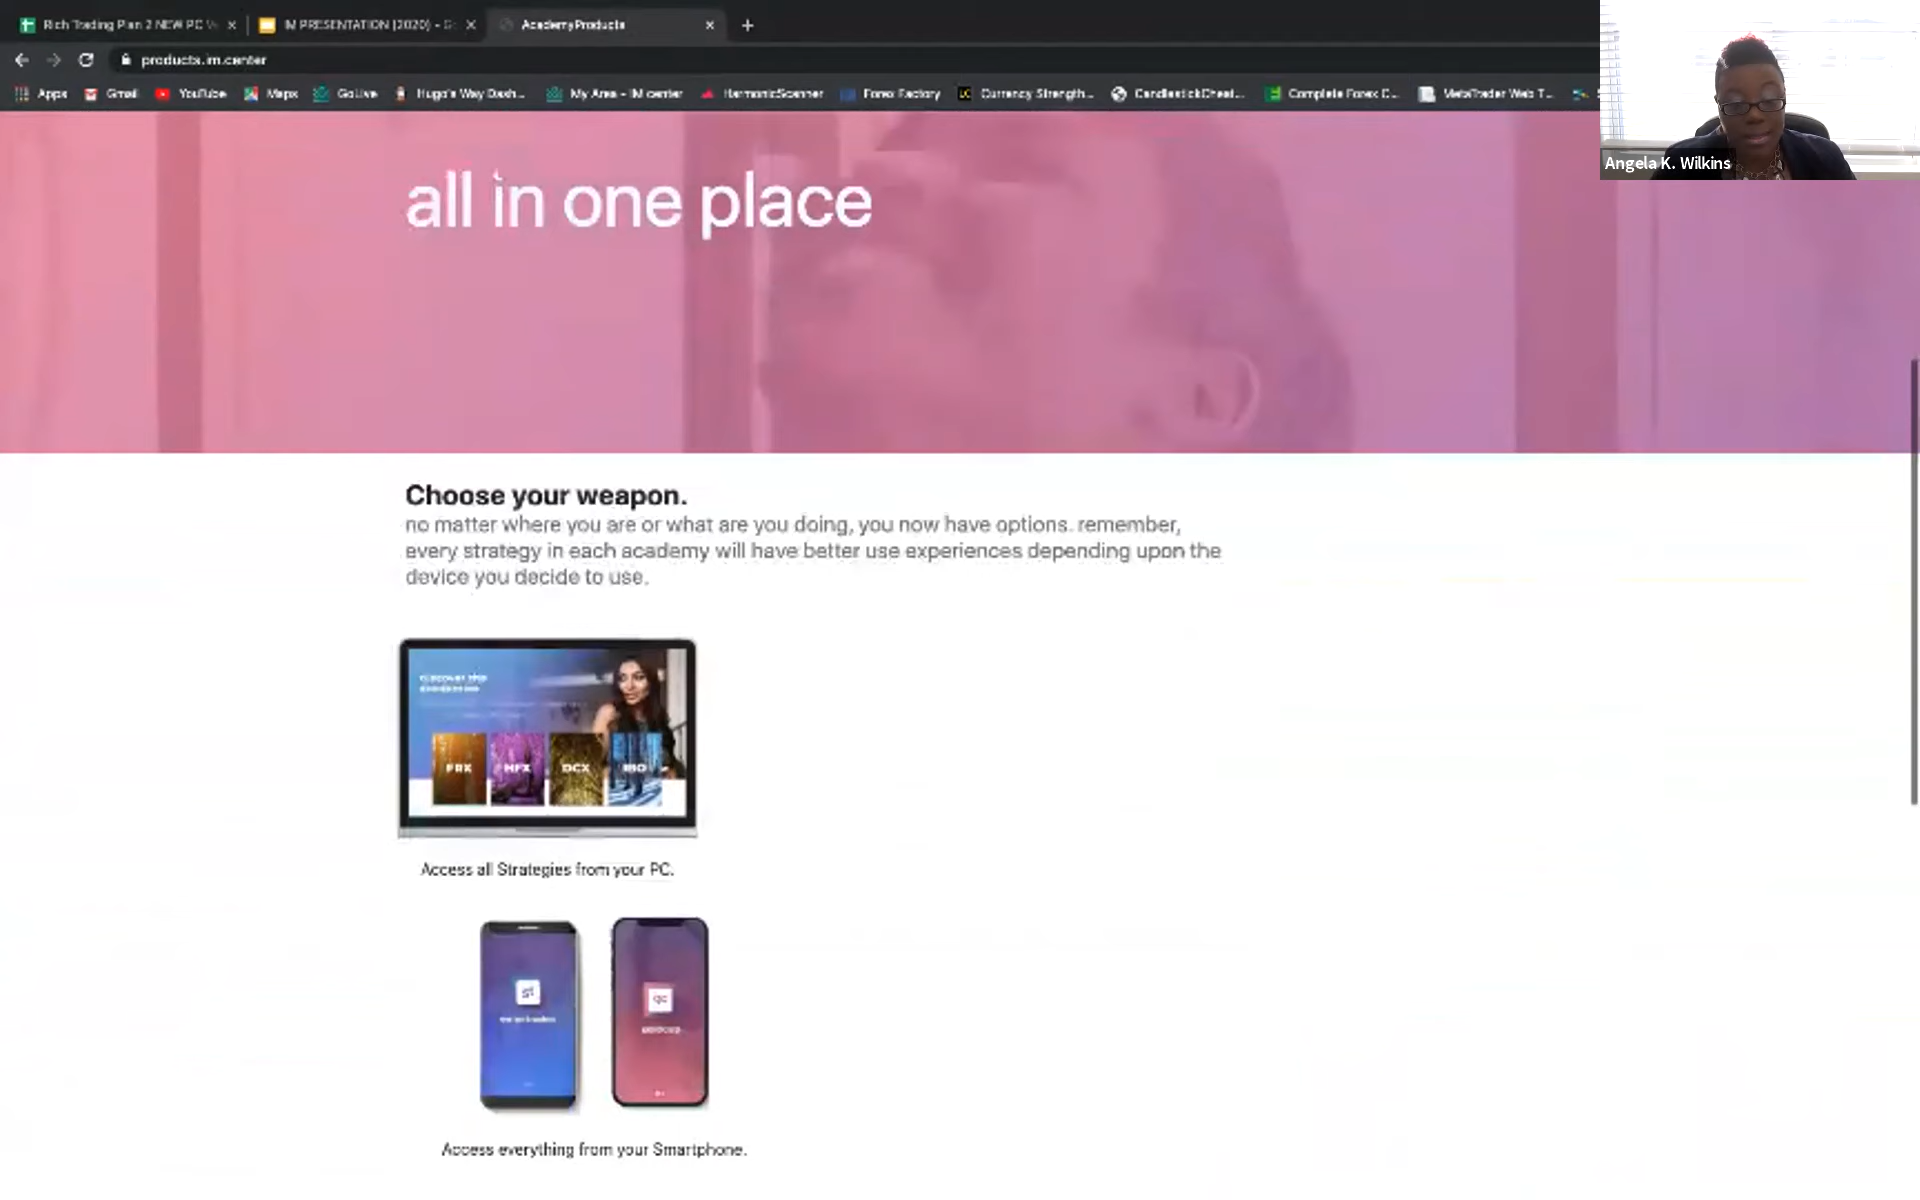 Rich Trading Plan 2 NEW PC
IM PRESENTATION (2020) - G
AcademyProducts
products.im.center
Apps
Gmail
YouTube
Maps
GoLive
Hugo's Way Dash...
My Area - IM center
HarmonicScanner
Forex Factory
Currency Strength...
CandlestickCheat...
Complete Forex C...
MetaTrader Web T...
Angela K. Wilkins
all in one place
Choose your weapon.
no matter where you are or what are you doing, you now have options. remember,
every strategy in each academy will have better use experiences depending upon the
device you decide to use.
discover the
academies
FRX HFX DCX
Access all Strategies from your PC.
Access everything from your Smartphone.